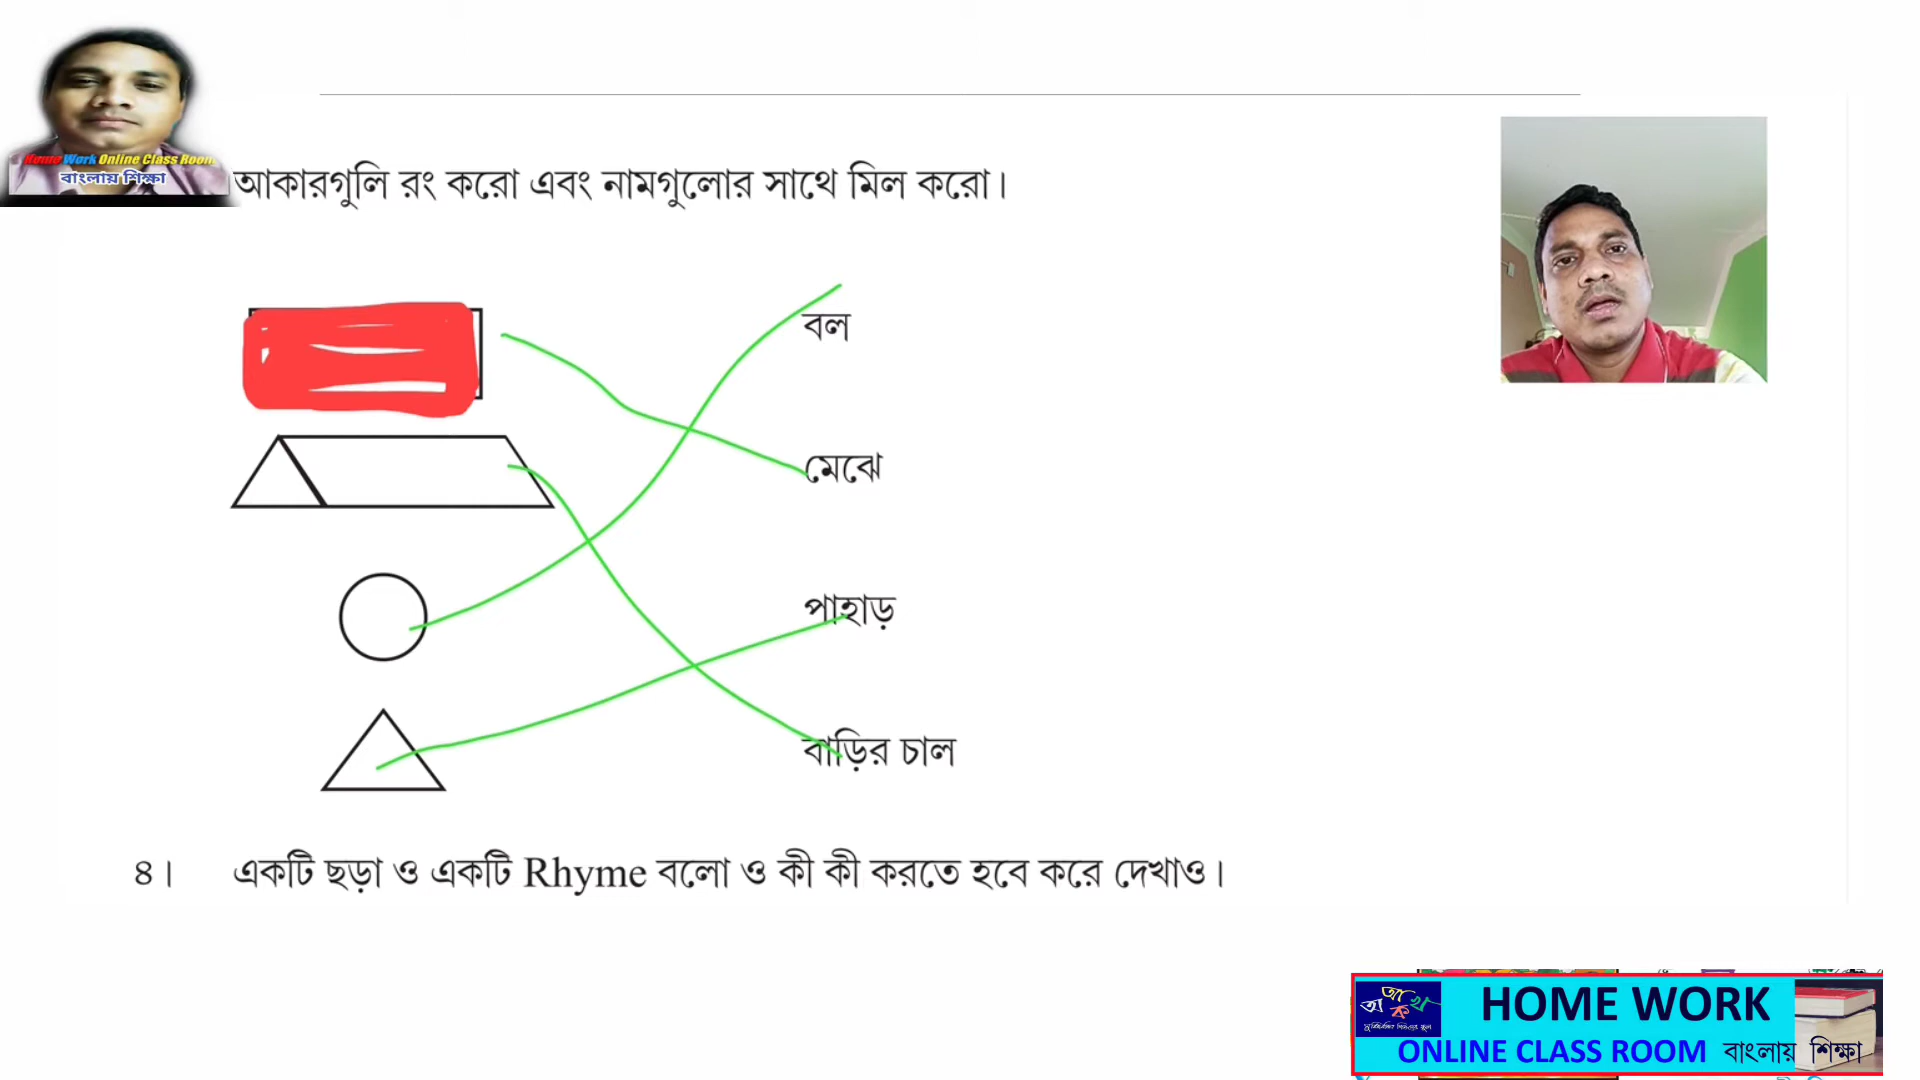 Home Work Online Class Room
বাংলায় শিক্ষা
আকারগুলি রং করো এবং নামগুলোর সাথে মিল করো।
বল
মেঝে
পাহাড়
বাড়ির চাল
৪। একটি ছড়া ও একটি Rhyme বলো ও কী কী করতে হবে করে দেখাও।
অ আ ক খ
HOME WORK
ONLINE CLASS ROOM বাংলায় শিক্ষা